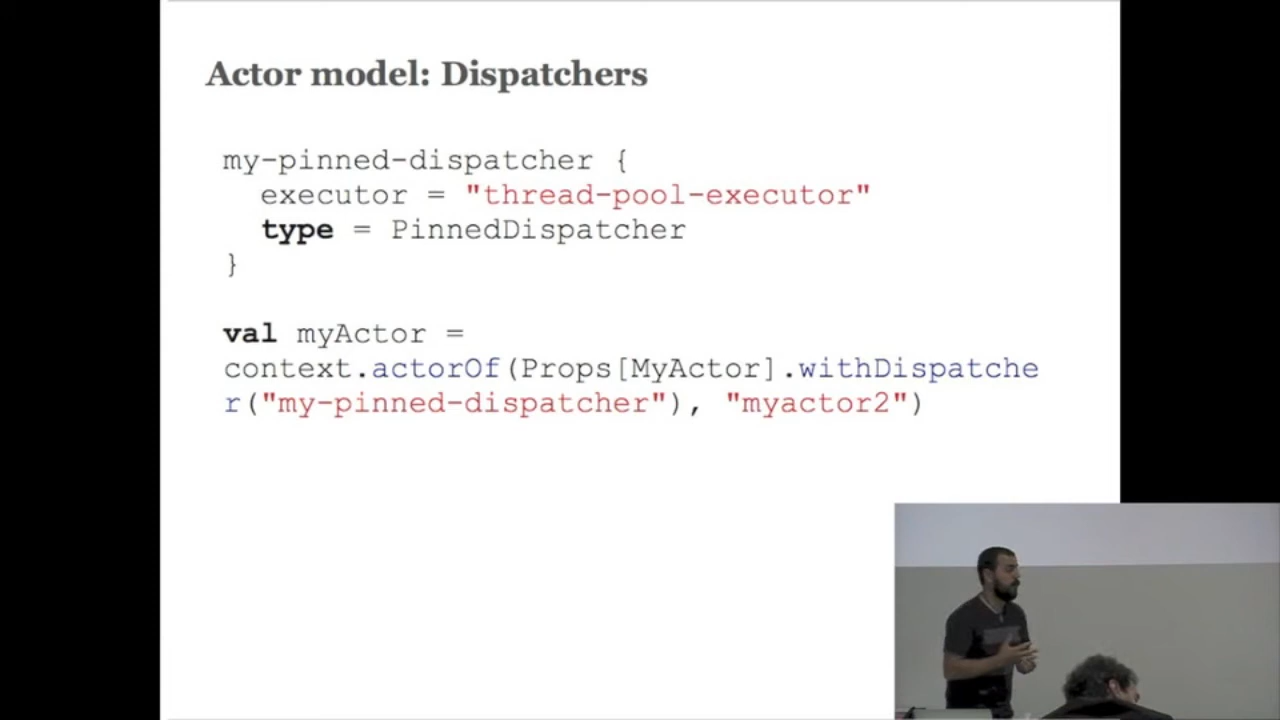 Actor model: Dispatchers
my-pinned-dispatcher {
executor = "thread-pool-executor"
type = PinnedDispatcher
}
val myActor =
context.actorOf(Props[MyActor].withDispatche
r("my-pinned-dispatcher"), "myactor2")